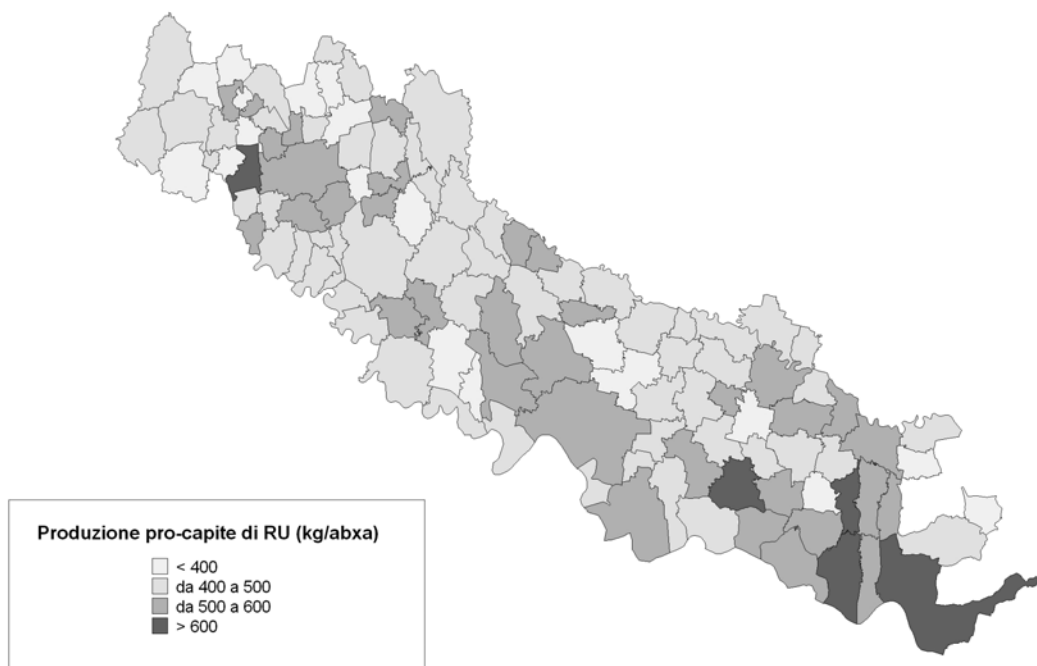 Produzione pro-capite di RU (kg/abxa)
< 400
da 400 a 500
da 500 a 600
> 600